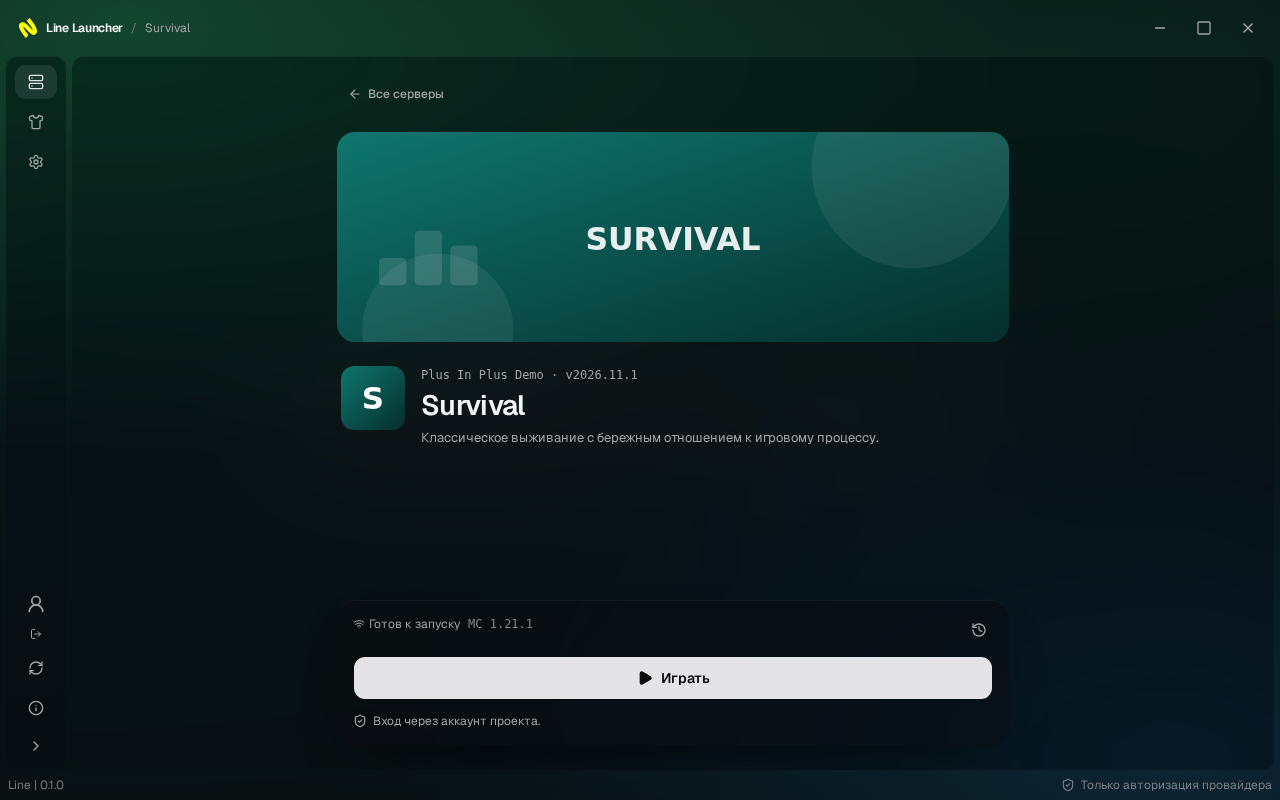 Line Launcher / Survival
Все серверы
SURVIVAL
S
Plus In Plus Demo · v2026.11.1
Survival
Классическое выживание с бережным отношением к игровому процессу.
Готов к запуску MC 1.21.1
Играть
Вход через аккаунт проекта.
Line | 0.1.0
Только авторизация провайдера